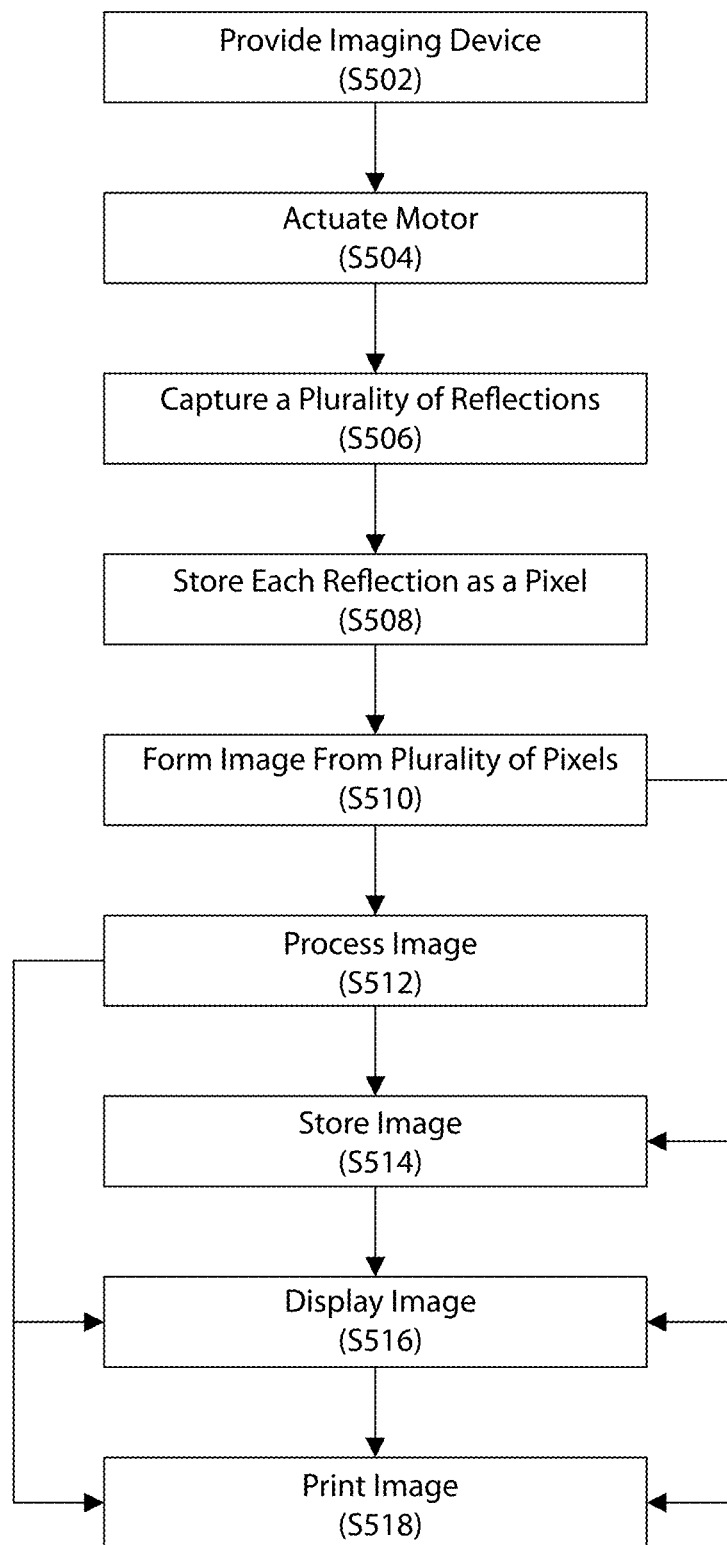 Provide Imaging Device
(S502)
Actuate Motor
(S504)
Capture a Plurality of Reflections
(S506)
Store Each Reflection as a Pixel
(S508)
Form Image From Plurality of Pixels
(S510)
Process Image
(S512)
Store Image
(S514)
Display Image
(S516)
Print Image
(S518)